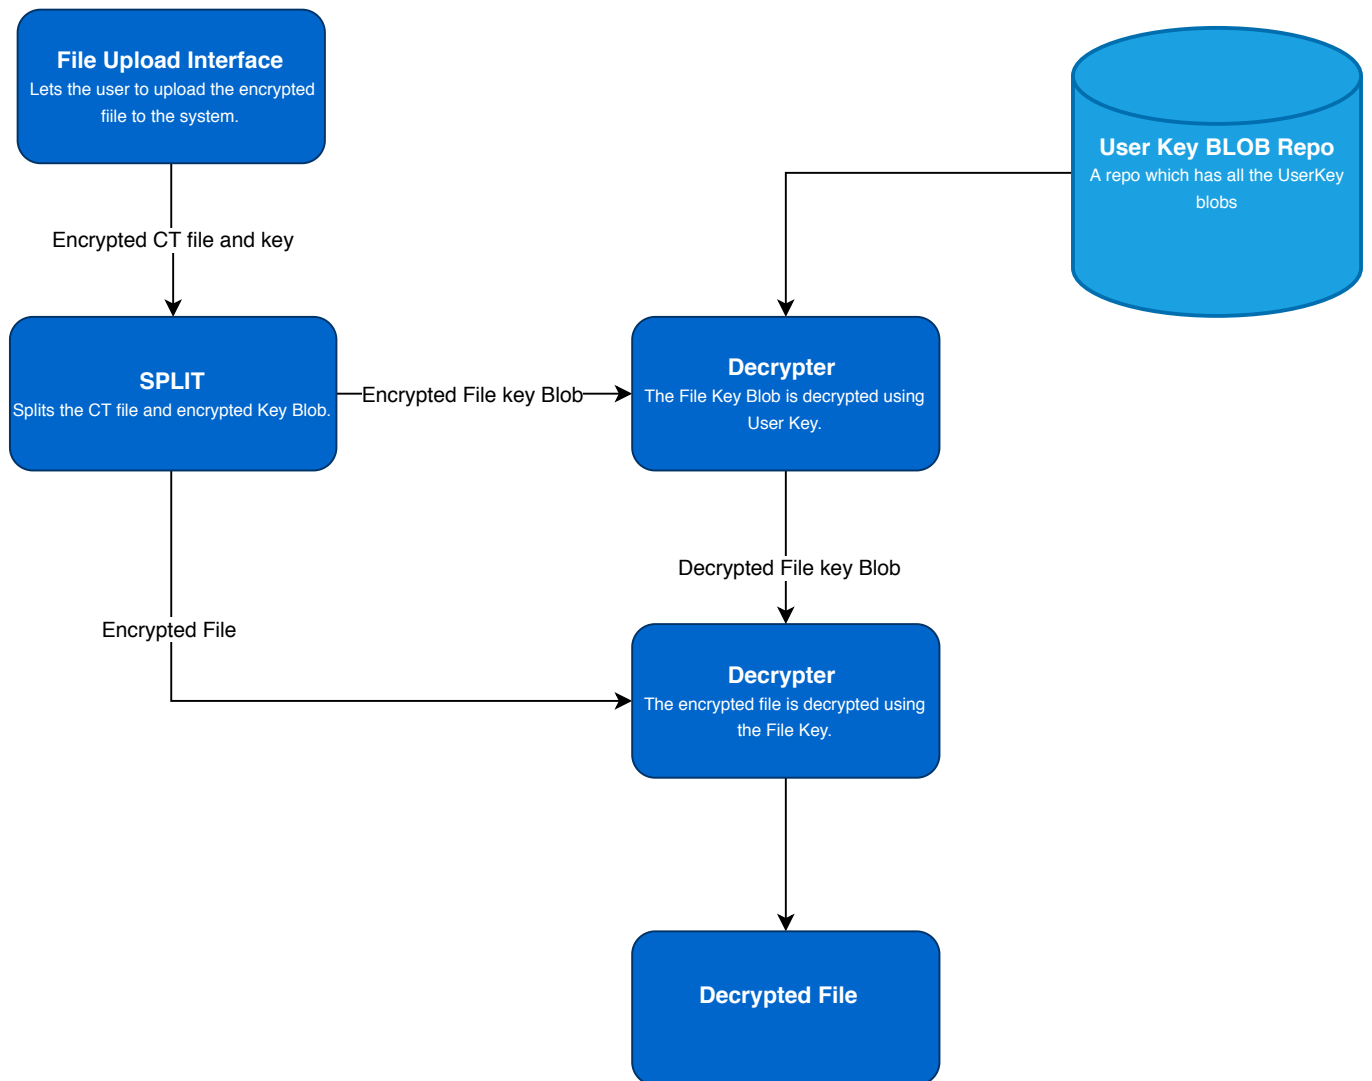 File Upload Interface
Lets the user to upload the encrypted
fiile to the system.
User Key BLOB Repo
A repo which has all the UserKey
blobs
Encrypted CT file and key
SPLIT
Splits the CT file and encrypted Key Blob.
Encrypted File key Blob
Decrypter
The File Key Blob is decrypted using
User Key.
Decrypted File key Blob
Encrypted File
Decrypter
The encrypted file is decrypted using
the File Key.
Decrypted File